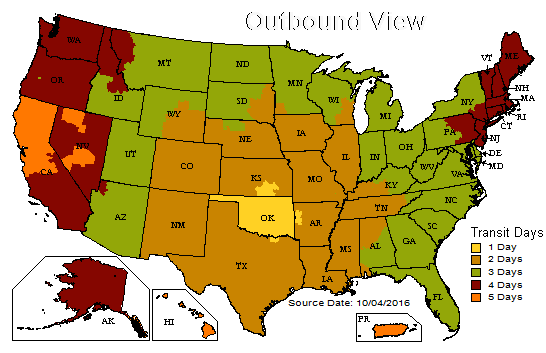 Outbound View
WA
OR
CA
NV
ID
MT
WY
UT
AZ
CO
NM
ND
SD
NE
KS
OK
TX
MN
IA
MO
AR
LA
WI
IL
MI
IN
OH
KY
TN
MS
AL
GA
FL
SC
NC
VA
WV
PA
NY
VT
ME
NH
MA
RI
CT
NJ
DE
MD
AK
HI
PR
Transit Days
1 Day
2 Days
3 Days
4 Days
5 Days
Source Date: 10/04/2016